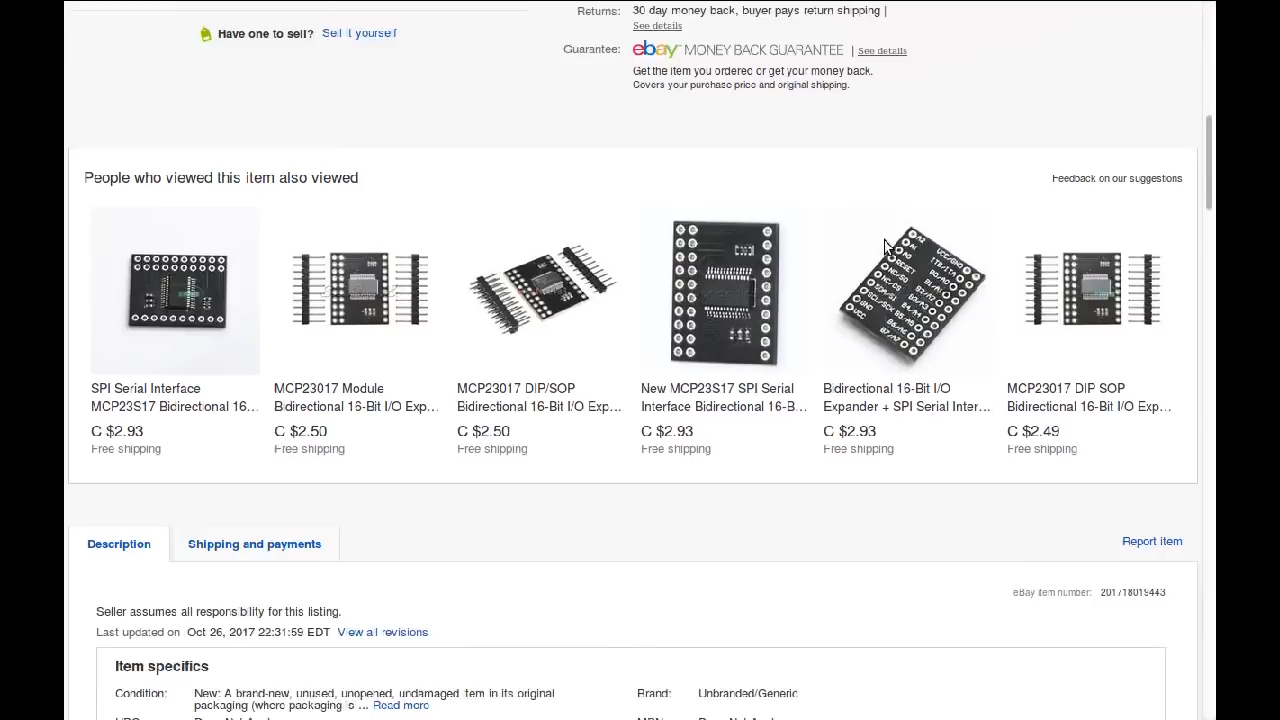 Returns: 30 day money back, buyer pays return shipping |
See details
Have one to sell? Sell it yourself
Guarantee: ebay MONEY BACK GUARANTEE | See details
Get the item you ordered or get your money back.
Covers your purchase price and original shipping.
People who viewed this item also viewed
Feedback on our suggestions
SPI Serial Interface
MCP23S17 Bidirectional 16...
C $2.93
Free shipping
MCP23017 Module
Bidirectional 16-Bit I/O Exp...
C $2.50
Free shipping
MCP23017 DIP/SOP
Bidirectional 16-Bit I/O Exp...
C $2.50
Free shipping
New MCP23S17 SPI Serial
Interface Bidirectional 16-B...
C $2.93
Free shipping
Bidirectional 16-Bit I/O
Expander + SPI Serial Inter...
C $2.93
Free shipping
MCP23017 DIP SOP
Bidirectional 16-Bit I/O Exp...
C $2.49
Free shipping
Description
Shipping and payments
Report item
eBay item number: 201718019443
Seller assumes all responsibility for this listing.
Last updated on Oct 26, 2017 22:31:59 EDT View all revisions
Item specifics
Condition: New: A brand-new, unused, unopened, undamaged item in its original
packaging (where packaging is ... Read more
Brand: Unbranded/Generic